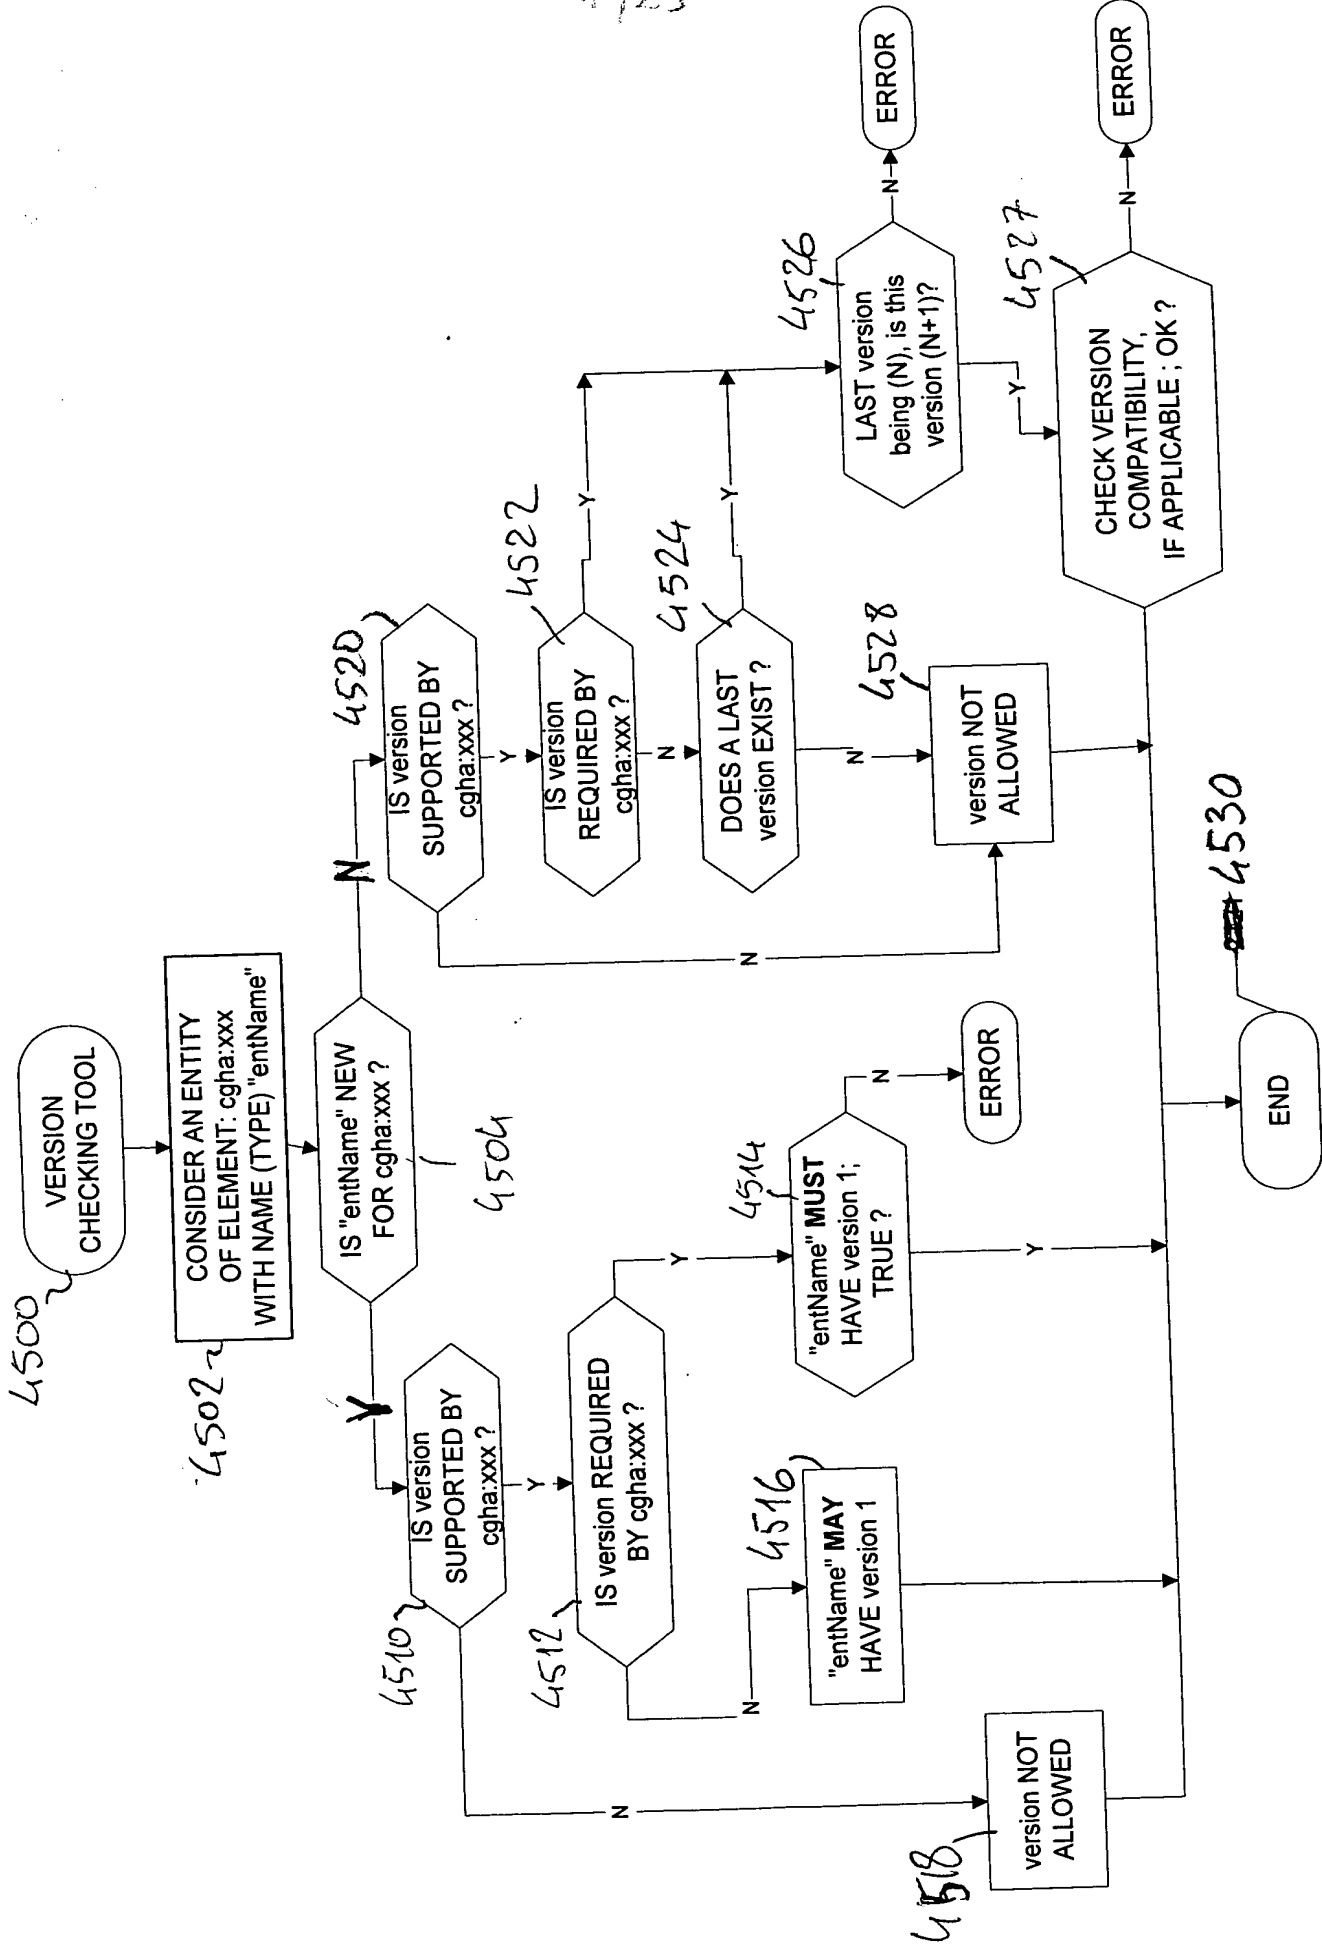 VERSION
CHECKING TOOL
4500
CONSIDER AN ENTITY
OF ELEMENT: cgha:xxx
WITH NAME (TYPE) "entName"
4502
IS "entName" NEW
FOR cgha:xxx ?
4504
Y
N
IS version
SUPPORTED BY
cgha:xxx ?
4510
Y
N
IS version REQUIRED
BY cgha:xxx ?
4512
N
Y
"entName" MAY
HAVE version 1
4516
"entName" MUST
HAVE version 1;
TRUE ?
4514
N
ERROR
Y
version NOT
ALLOWED
4518
IS version
SUPPORTED BY
cgha:xxx ?
4520
Y
N
IS version
REQUIRED BY
cgha:xxx ?
4522
Y
N
DOES A LAST
version EXIST ?
4524
Y
N
version NOT
ALLOWED
4528
LAST version
being (N), is this
version (N+1)?
4526
N
ERROR
Y
CHECK VERSION
COMPATIBILITY,
IF APPLICABLE ; OK ?
4527
N
ERROR
END
4530